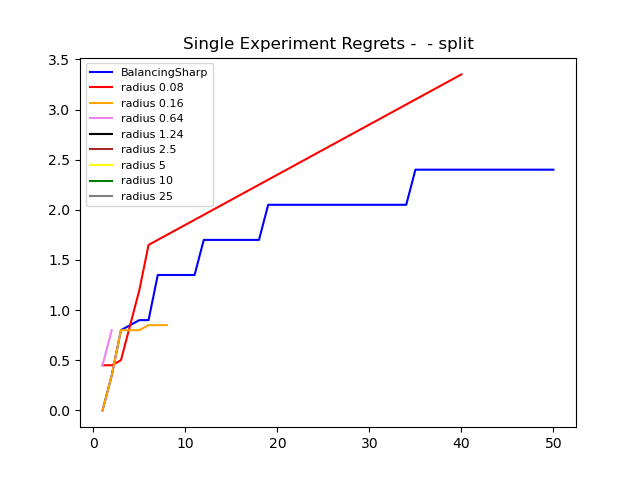 Single Experiment Regrets -  - split
3.5
3.0
2.5
2.0
1.5
1.0
0.5
0.0
BalancingSharp
radius 0.08
radius 0.16
radius 0.64
radius 1.24
radius 2.5
radius 5
radius 10
radius 25
0 10 20 30 40 50